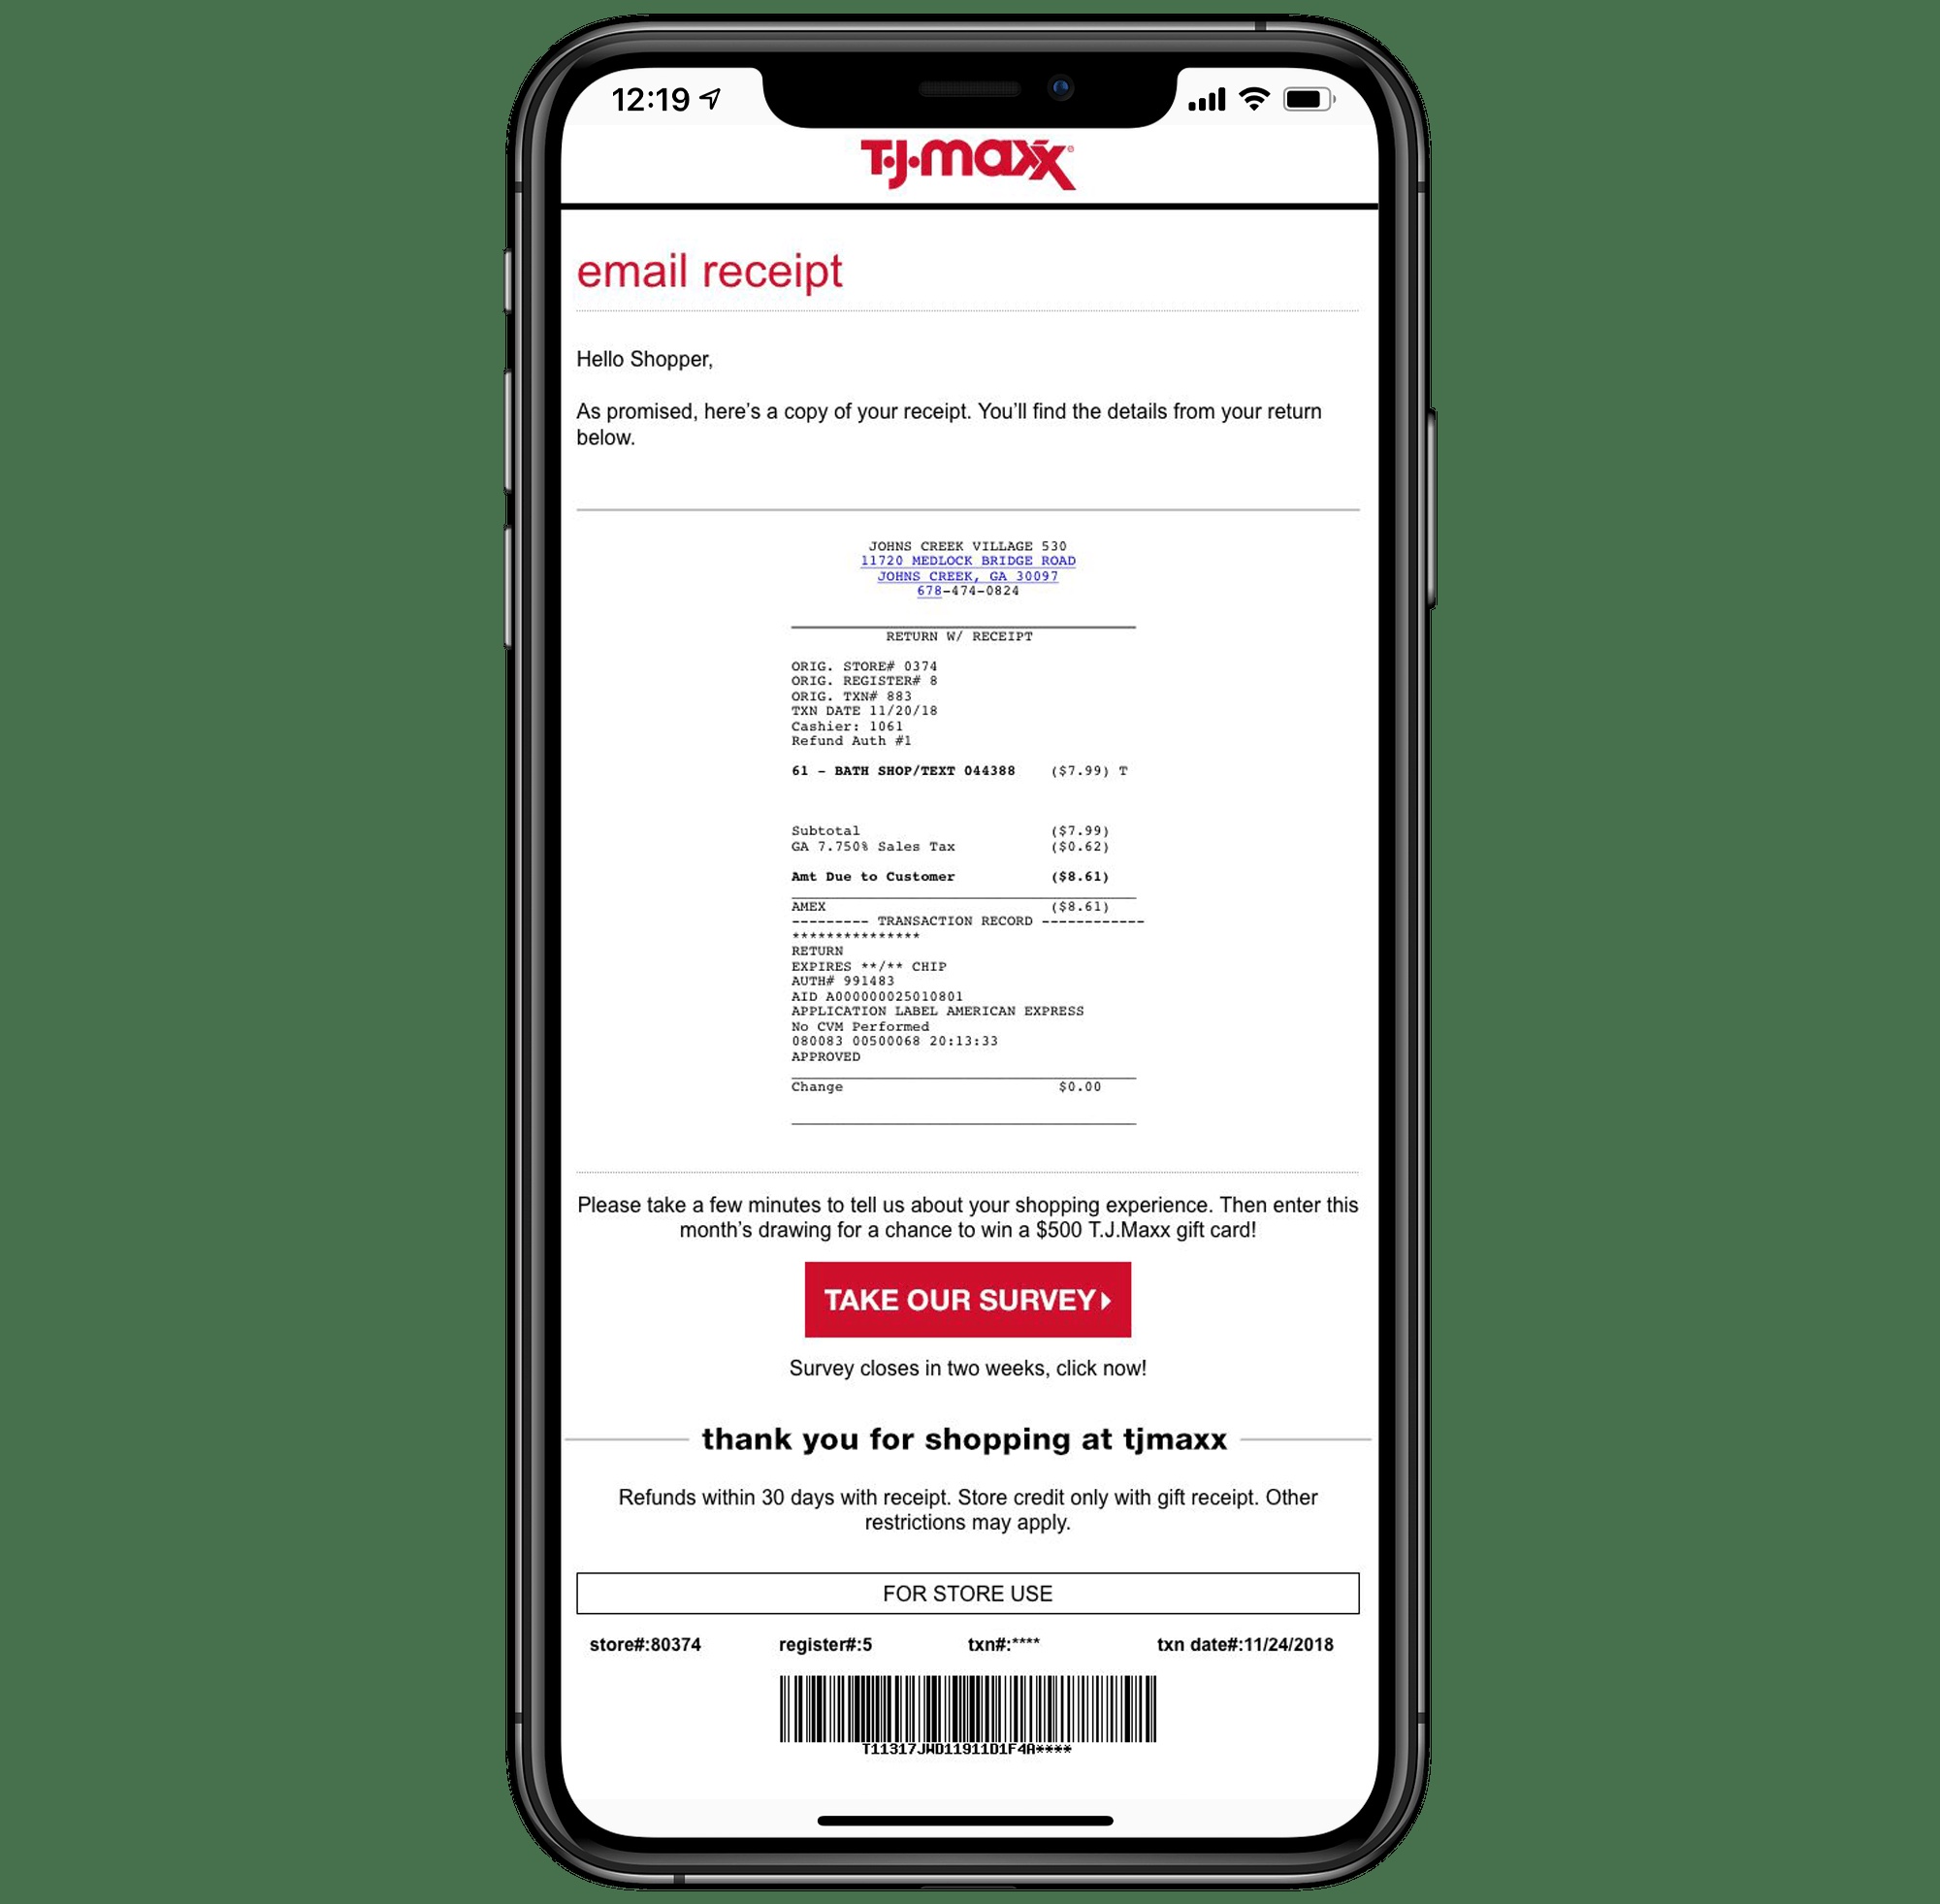 12:19
T·J·maxx®
email receipt
Hello Shopper,
As promised, here's a copy of your receipt. You'll find the details from your return
below.
JOHNS CREEK VILLAGE 530
11720 MEDLOCK BRIDGE ROAD
JOHNS CREEK, GA 30097
678-474-0824
RETURN W/ RECEIPT
ORIG. STORE# 0374
ORIG. REGISTER# 8
ORIG. TXN# 883
TXN DATE 11/20/18
Cashier: 1061
Refund Auth #1
61 - BATH SHOP/TEXT 044388 ($7.99) T
Subtotal ($7.99)
GA 7.750% Sales Tax ($0.62)
Amt Due to Customer ($8.61)
AMEX ($8.61)
--------- TRANSACTION RECORD ------------
***************
RETURN
EXPIRES **/** CHIP
AUTH# 991483
AID A000000025010801
APPLICATION LABEL AMERICAN EXPRESS
No CVM Performed
080083 00500068 20:13:33
APPROVED
Change $0.00
Please take a few minutes to tell us about your shopping experience. Then enter this
month's drawing for a chance to win a $500 T.J.Maxx gift card!
TAKE OUR SURVEY
Survey closes in two weeks, click now!
thank you for shopping at tjmaxx
Refunds within 30 days with receipt. Store credit only with gift receipt. Other
restrictions may apply.
FOR STORE USE
store#:80374 register#:5 txn#:**** txn date#:11/24/2018
T11317JWD11911D1F4A****